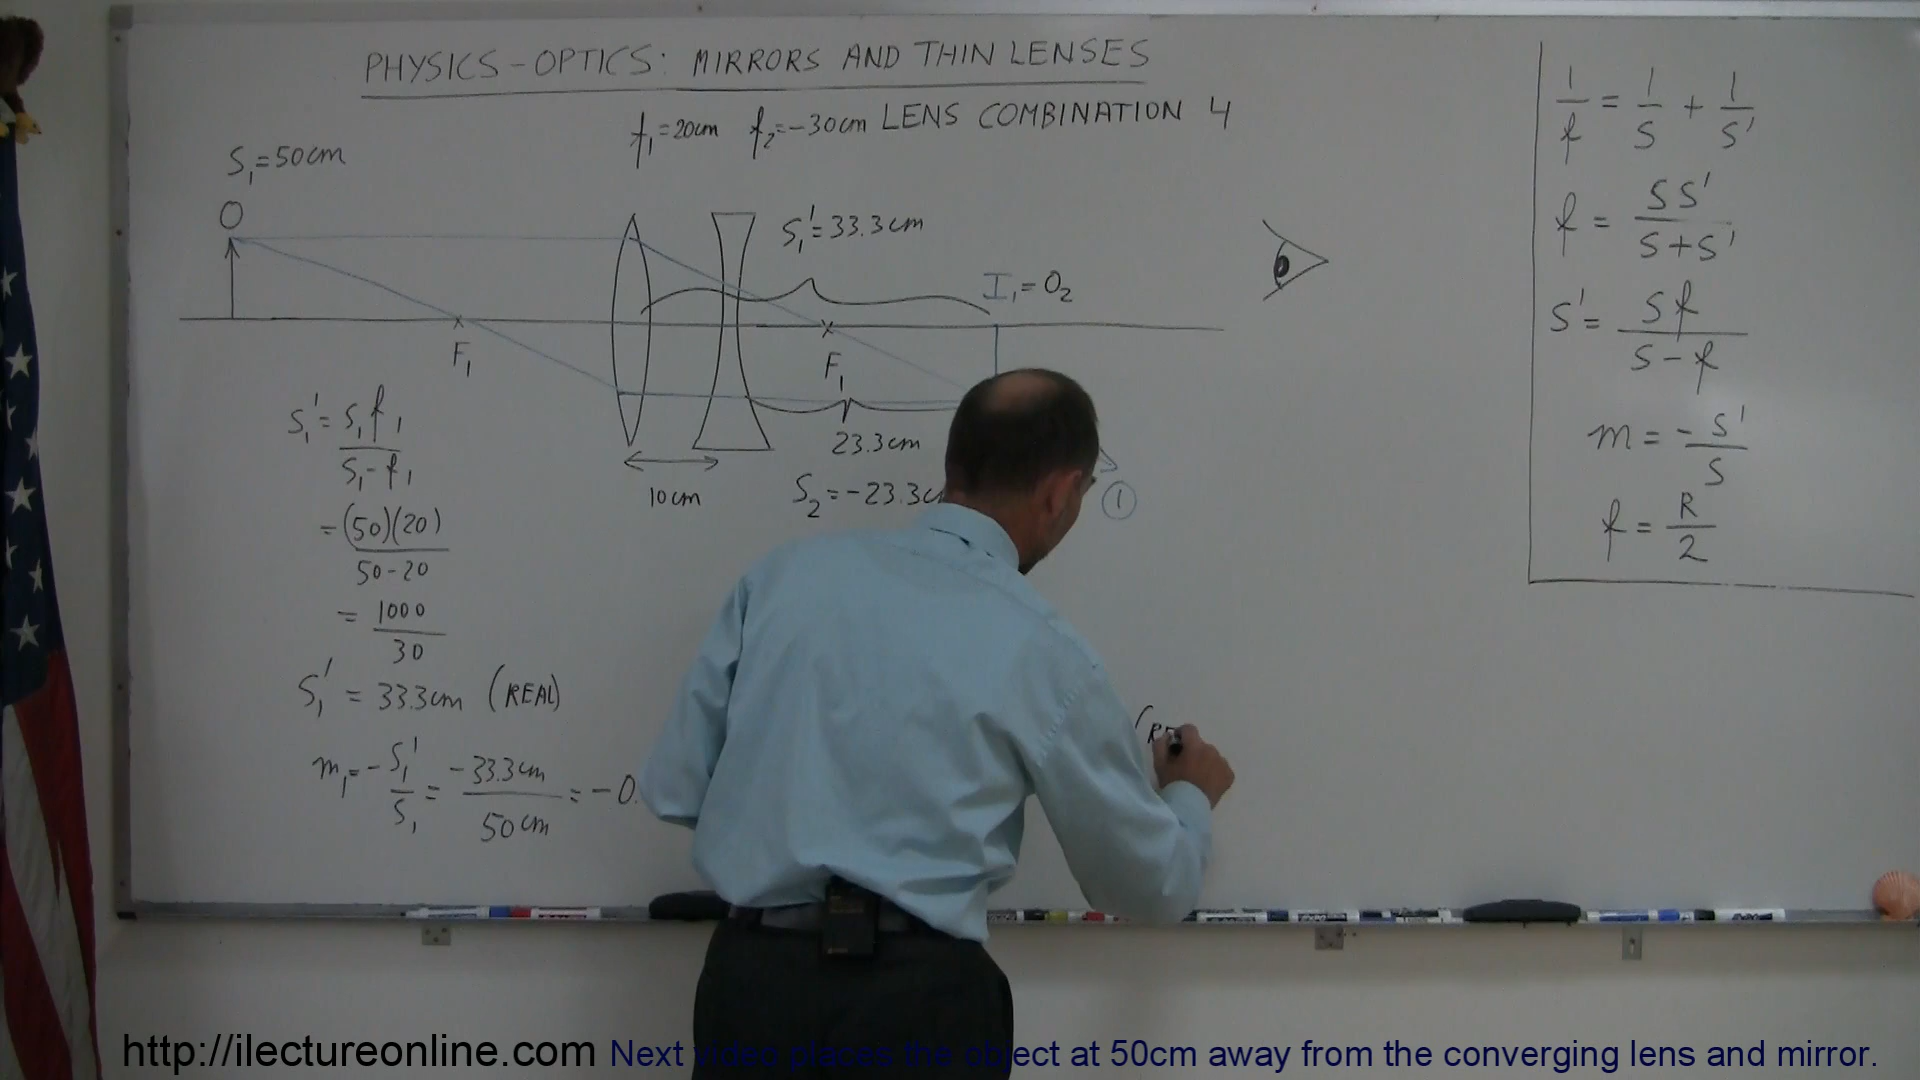 PHYSICS - OPTICS: MIRRORS AND THIN LENSES
f₁=20cm f₂=-30cm LENS COMBINATION 4
S₁=50cm
O
S₁'=33.3cm
I₁=O₂
F₁
F₁
23.3cm
10cm
S₂=-23.3c
1
S₁' = S₁f₁ / S₁-f₁
= (50)(20) / 50-20
= 1000 / 30
S₁' = 33.3cm (REAL)
m₁ = - S₁' / S₁ = -33.3cm / 50cm = -0.
(RE
1/f = 1/S + 1/S'
f = SS' / S+S'
S' = Sf / S-f
m = -S' / S
f = R / 2
http://ilectureonline.com Next video places the object at 50cm away from the converging lens and mirror.